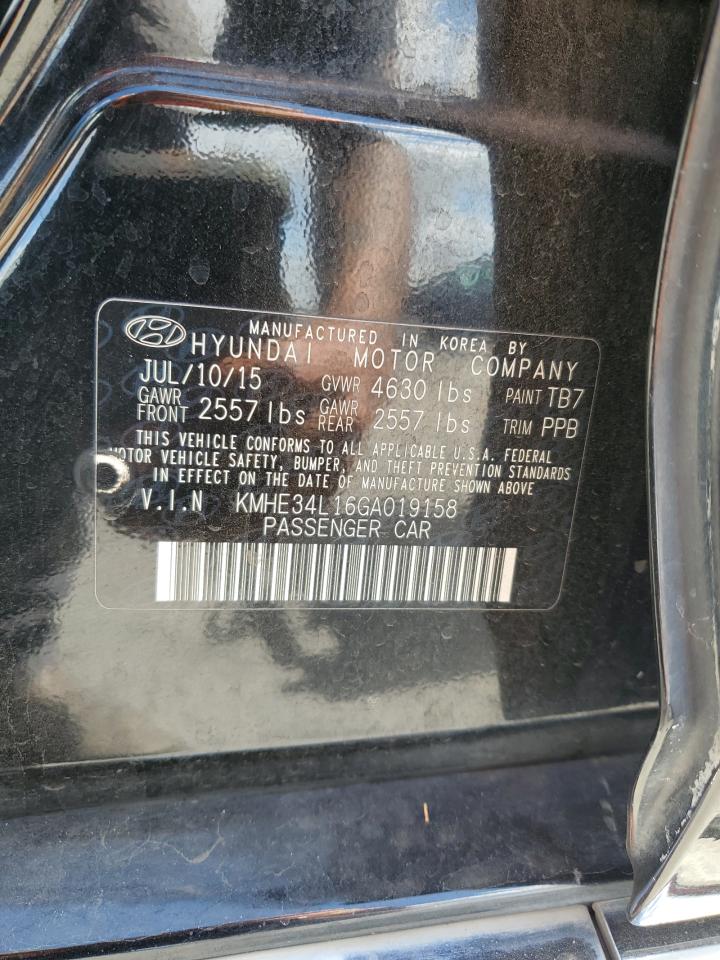 MANUFACTURED IN KOREA BY
HYUNDAI MOTOR COMPANY
JUL/10/15 GVWR 4630 lbs PAINT TB7
GAWR FRONT 2557 lbs GAWR REAR 2557 lbs TRIM PPB
THIS VEHICLE CONFORMS TO ALL APPLICABLE U.S.A. FEDERAL
MOTOR VEHICLE SAFETY, BUMPER, AND THEFT PREVENTION STANDARDS
IN EFFECT ON THE DATE OF MANUFACTURE SHOWN ABOVE
V.I.N KMHE34L16GA019158
PASSENGER CAR